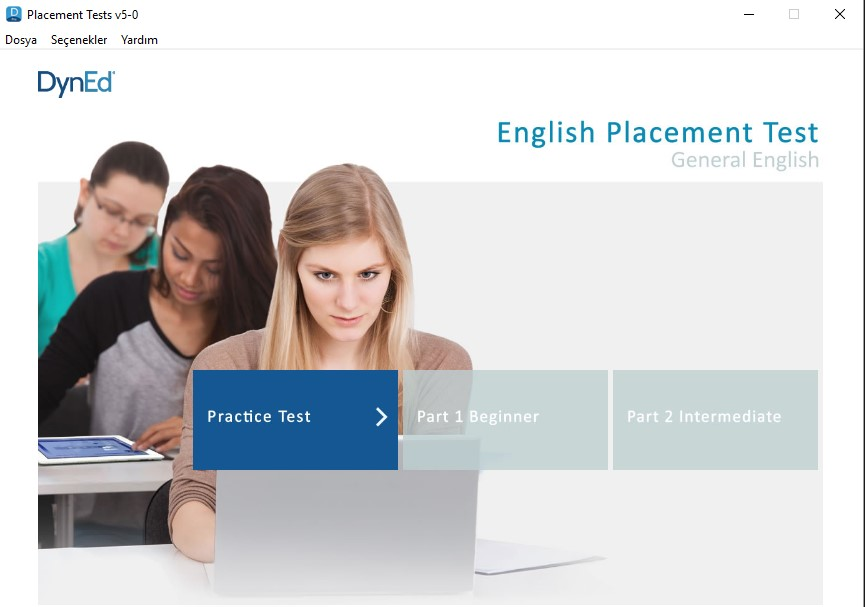 Placement Tests v5-0
Dosya Seçenekler Yardım
DynEd
English Placement Test
General English
Practice Test
Part 1 Beginner
Part 2 Intermediate